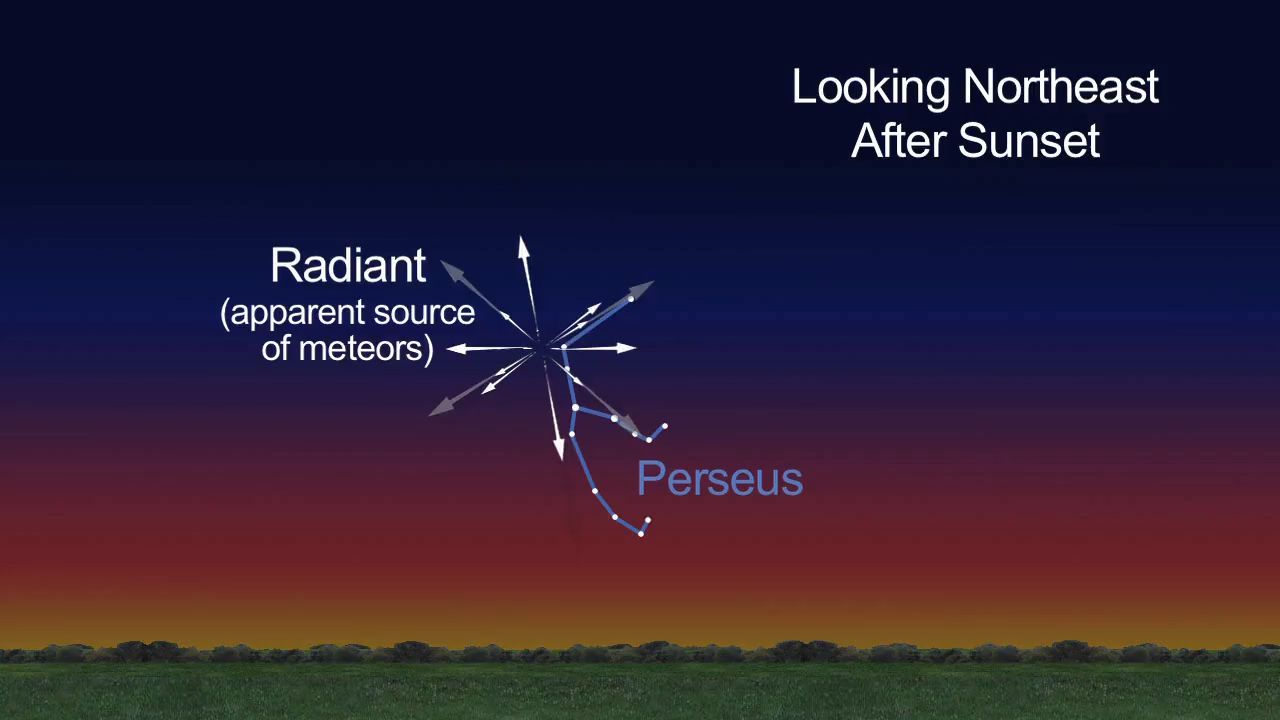 Looking Northeast
After Sunset
Radiant
(apparent source
of meteors)
Perseus